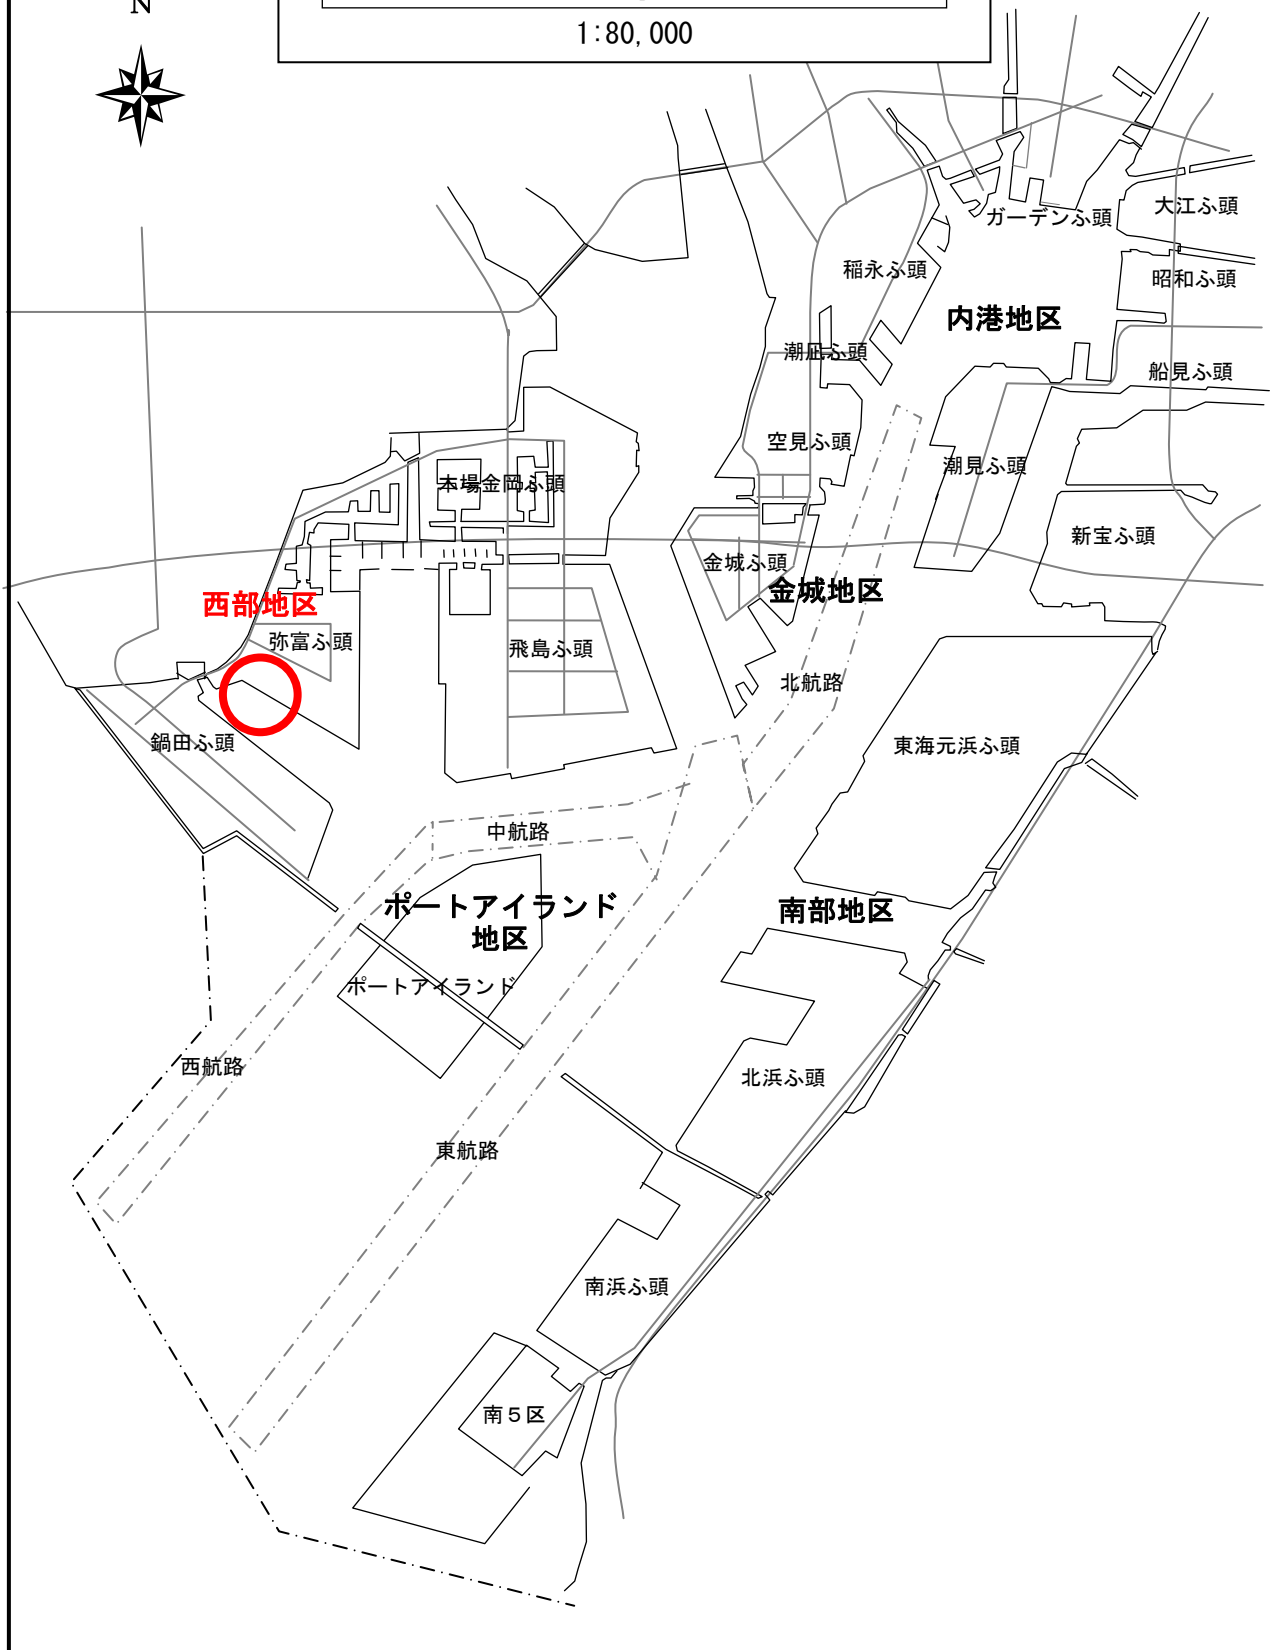 N
1:80,000
大江ふ頭
ガーデンふ頭
稲永ふ頭
昭和ふ頭
内港地区
潮凪ふ頭
船見ふ頭
空見ふ頭
潮見ふ頭
木場金岡ふ頭
新宝ふ頭
金城ふ頭
金城地区
西部地区
弥富ふ頭
飛島ふ頭
北航路
鍋田ふ頭
東海元浜ふ頭
中航路
ポートアイランド
地区
南部地区
ポートアイランド
西航路
北浜ふ頭
東航路
南浜ふ頭
南5区